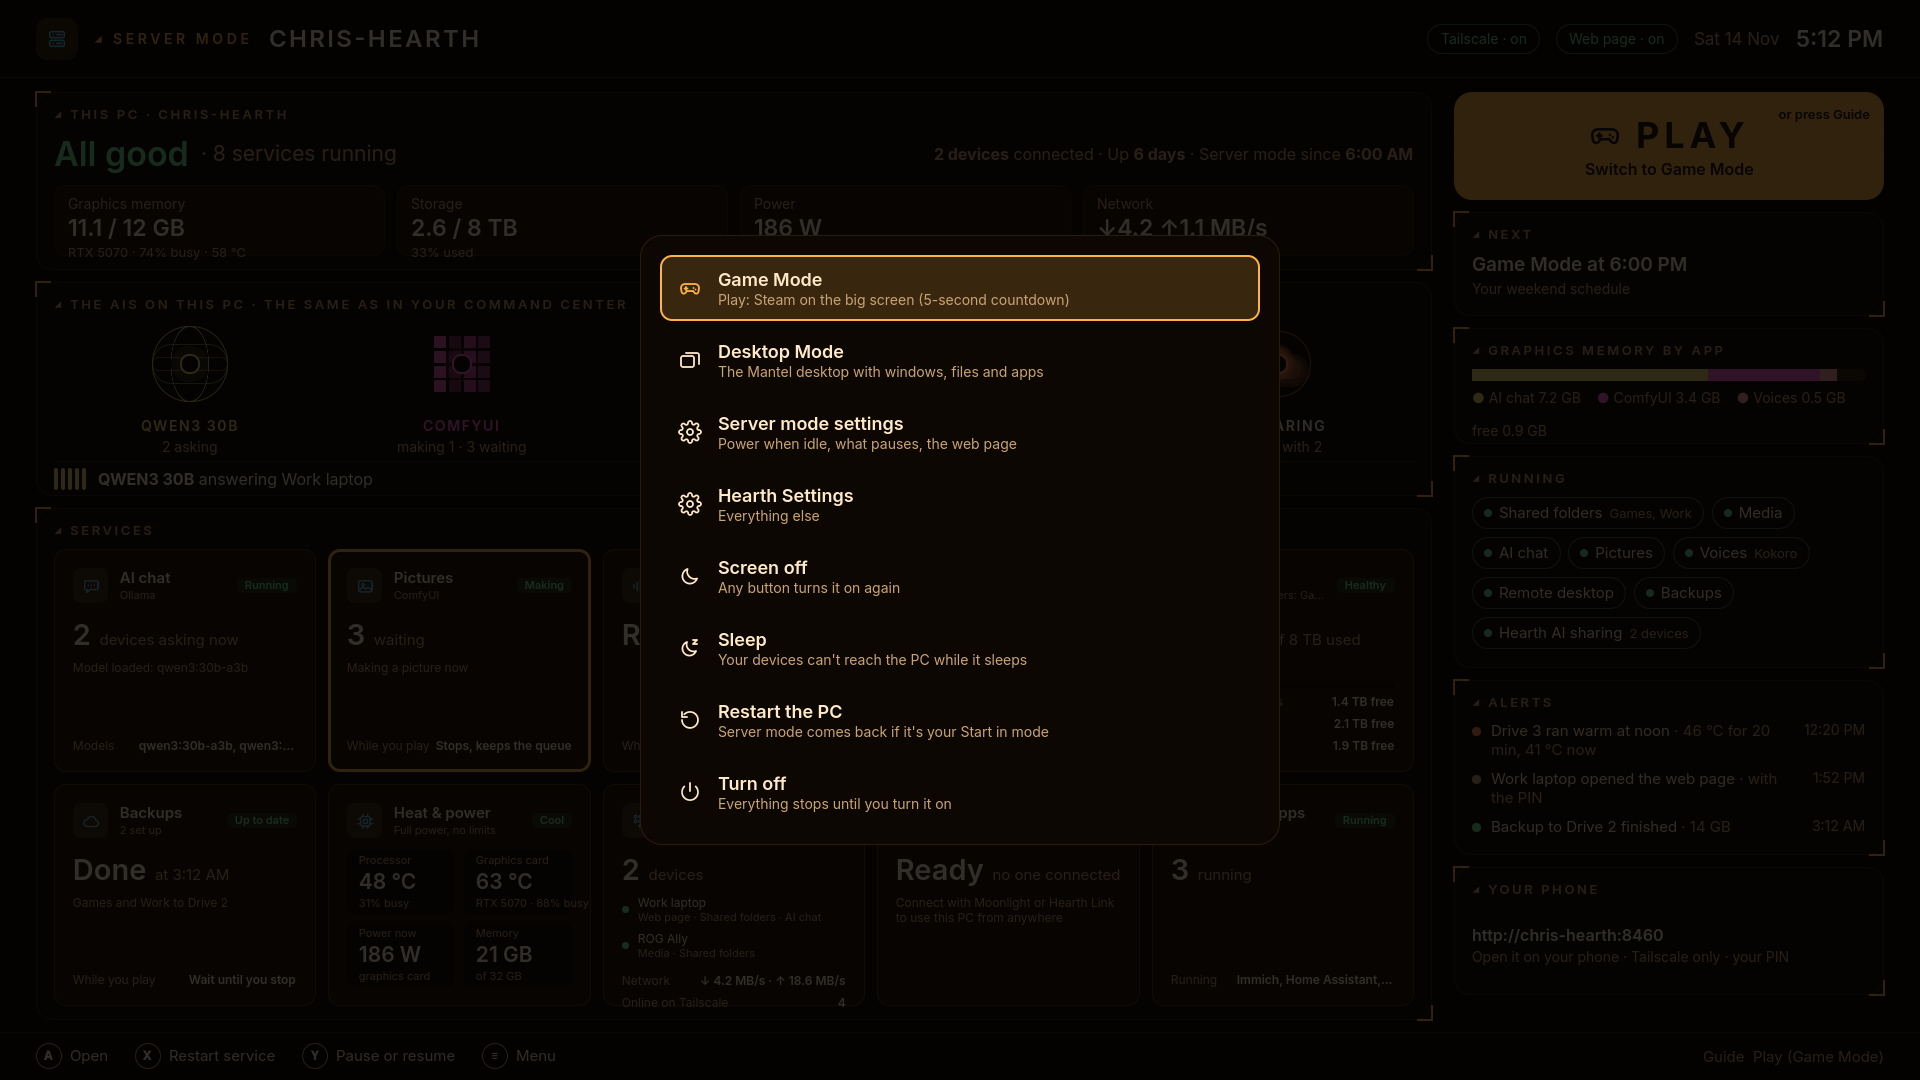 SERVER MODE CHRIS-HEARTH
Tailscale · on Web page · on Sat 14 Nov 5:12 PM
THIS PC · CHRIS-HEARTH
All good · 8 services running
2 devices connected · Up 6 days · Server mode since 6:00 AM
Graphics memory
11.1 / 12 GB
RTX 5070 · 74% busy · 58 °C
Storage
2.6 / 8 TB
33% used
Power
186 W
Network
↓4.2 ↑1.1 MB/s
THE AIS ON THIS PC · THE SAME AS IN YOUR COMMAND CENTER
QWEN3 30B
2 asking
COMFYUI
making 1 · 3 waiting
ARING
with 2
QWEN3 30B answering Work laptop
SERVICES
AI chat
Ollama
Running
2 devices asking now
Model loaded: qwen3:30b-a3b
Models qwen3:30b-a3b, qwen3:...
Pictures
ComfyUI
Making
3 waiting
Making a picture now
While you play Stops, keeps the queue
R
Wh
ers: Ga...
Healthy
f 8 TB used
1.4 TB free
2.1 TB free
1.9 TB free
Backups
2 set up
Up to date
Done at 3:12 AM
Games and Work to Drive 2
While you play Wait until you stop
Heat & power
Full power, no limits
Cool
Processor
48 °C
31% busy
Graphics card
63 °C
RTX 5070 · 68% busy
Power now
186 W
graphics card
Memory
21 GB
of 32 GB
2 devices
Work laptop
Web page · Shared folders · AI chat
ROG Ally
Media · Shared folders
Network ↓ 4.2 MB/s · ↑ 18.6 MB/s
Online on Tailscale 4
Ready no one connected
Connect with Moonlight or Hearth Link
to use this PC from anywhere
pps
Running
3 running
Running Immich, Home Assistant,...
Game Mode
Play: Steam on the big screen (5-second countdown)
Desktop Mode
The Mantel desktop with windows, files and apps
Server mode settings
Power when idle, what pauses, the web page
Hearth Settings
Everything else
Screen off
Any button turns it on again
Sleep
Your devices can't reach the PC while it sleeps
Restart the PC
Server mode comes back if it's your Start in mode
Turn off
Everything stops until you turn it on
or press Guide
PLAY
Switch to Game Mode
NEXT
Game Mode at 6:00 PM
Your weekend schedule
GRAPHICS MEMORY BY APP
AI chat 7.2 GB ComfyUI 3.4 GB Voices 0.5 GB
free 0.9 GB
RUNNING
Shared folders Games, Work Media
AI chat Pictures Voices Kokoro
Remote desktop Backups
Hearth AI sharing 2 devices
ALERTS
Drive 3 ran warm at noon · 46 °C for 20 12:20 PM
min, 41 °C now
Work laptop opened the web page · with 1:52 PM
the PIN
Backup to Drive 2 finished · 14 GB 3:12 AM
YOUR PHONE
http://chris-hearth:8460
Open it on your phone · Tailscale only · your PIN
A Open X Restart service Y Pause or resume ≡ Menu
Guide Play (Game Mode)